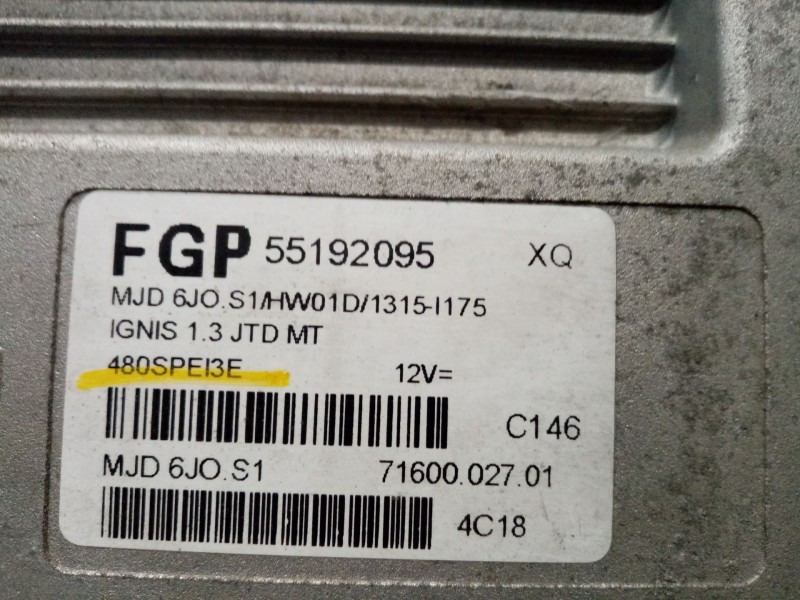 FGP 55192095 XQ
MJD 6JO.S1/HW01D/1315-I175
IGNIS 1.3 JTD MT
480SPEI3E 12V=
C146
MJD 6JO.S1 71600.027.01
4C18